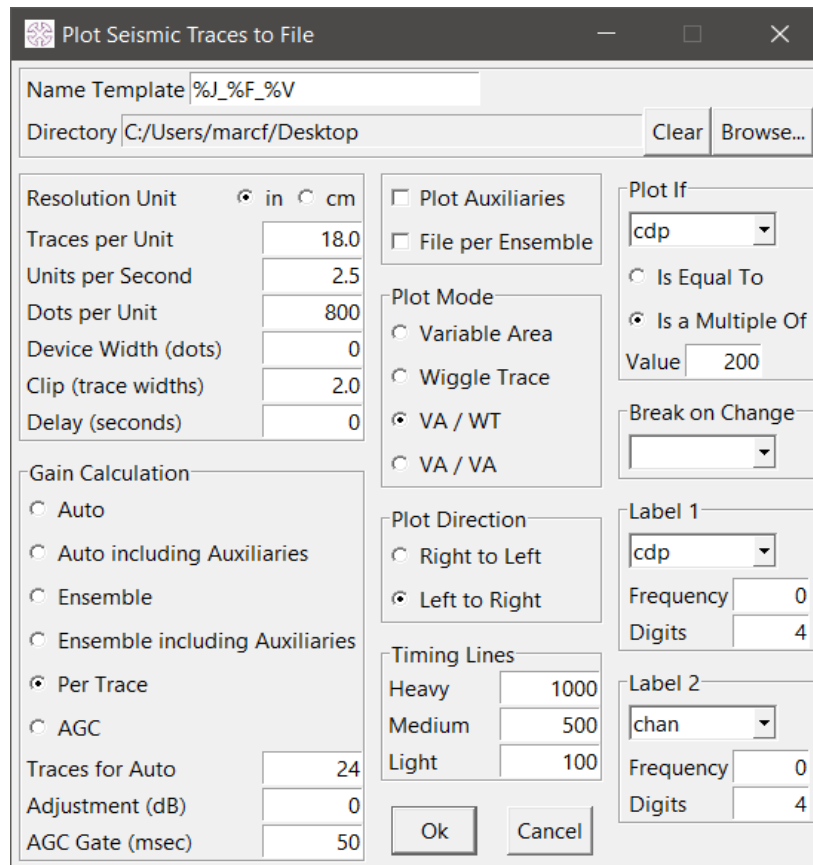 Plot Seismic Traces to File
Name Template %J_%F_%V
Directory C:/Users/marcf/Desktop Clear Browse...
Resolution Unit in cm
Traces per Unit 18.0
Units per Second 2.5
Dots per Unit 800
Device Width (dots) 0
Clip (trace widths) 2.0
Delay (seconds) 0
Gain Calculation
Auto
Auto including Auxiliaries
Ensemble
Ensemble including Auxiliaries
Per Trace
AGC
Traces for Auto 24
Adjustment (dB) 0
AGC Gate (msec) 50
Plot Auxiliaries
File per Ensemble
Plot Mode
Variable Area
Wiggle Trace
VA / WT
VA / VA
Plot Direction
Right to Left
Left to Right
Timing Lines
Heavy 1000
Medium 500
Light 100
Ok Cancel
Plot If
cdp
Is Equal To
Is a Multiple Of
Value 200
Break on Change
Label 1
cdp
Frequency 0
Digits 4
Label 2
chan
Frequency 0
Digits 4